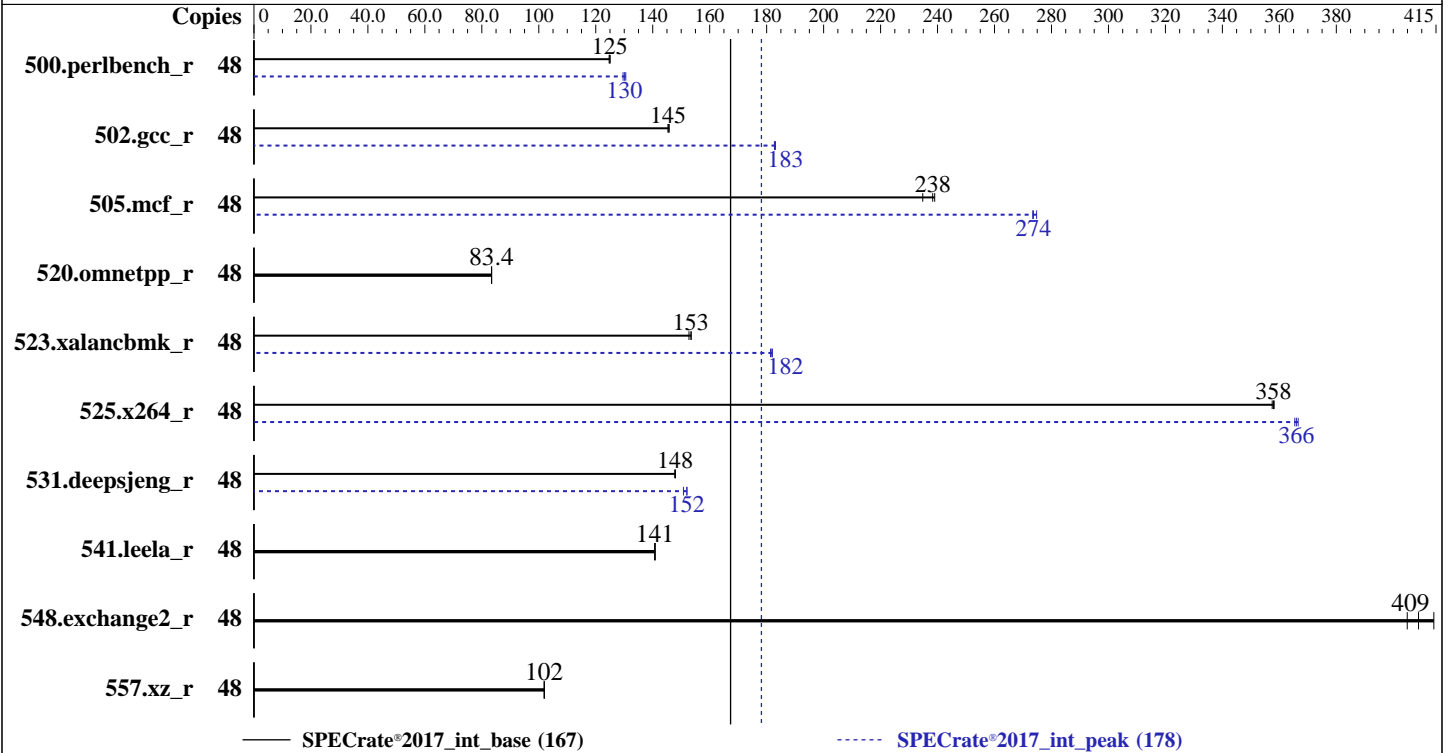 Copies 0 20.0 40.0 60.0 80.0 100 120 140 160 180 200 220 240 260 280 300 320 340 360 380 415
125
500.perlbench_r 48
130
145
502.gcc_r 48
183
238
505.mcf_r 48
274
83.4
520.omnetpp_r 48
153
523.xalancbmk_r 48
182
358
525.x264_r 48
366
148
531.deepsjeng_r 48
152
141
541.leela_r 48
409
548.exchange2_r 48
102
557.xz_r 48
SPECrate®2017_int_base (167) SPECrate®2017_int_peak (178)